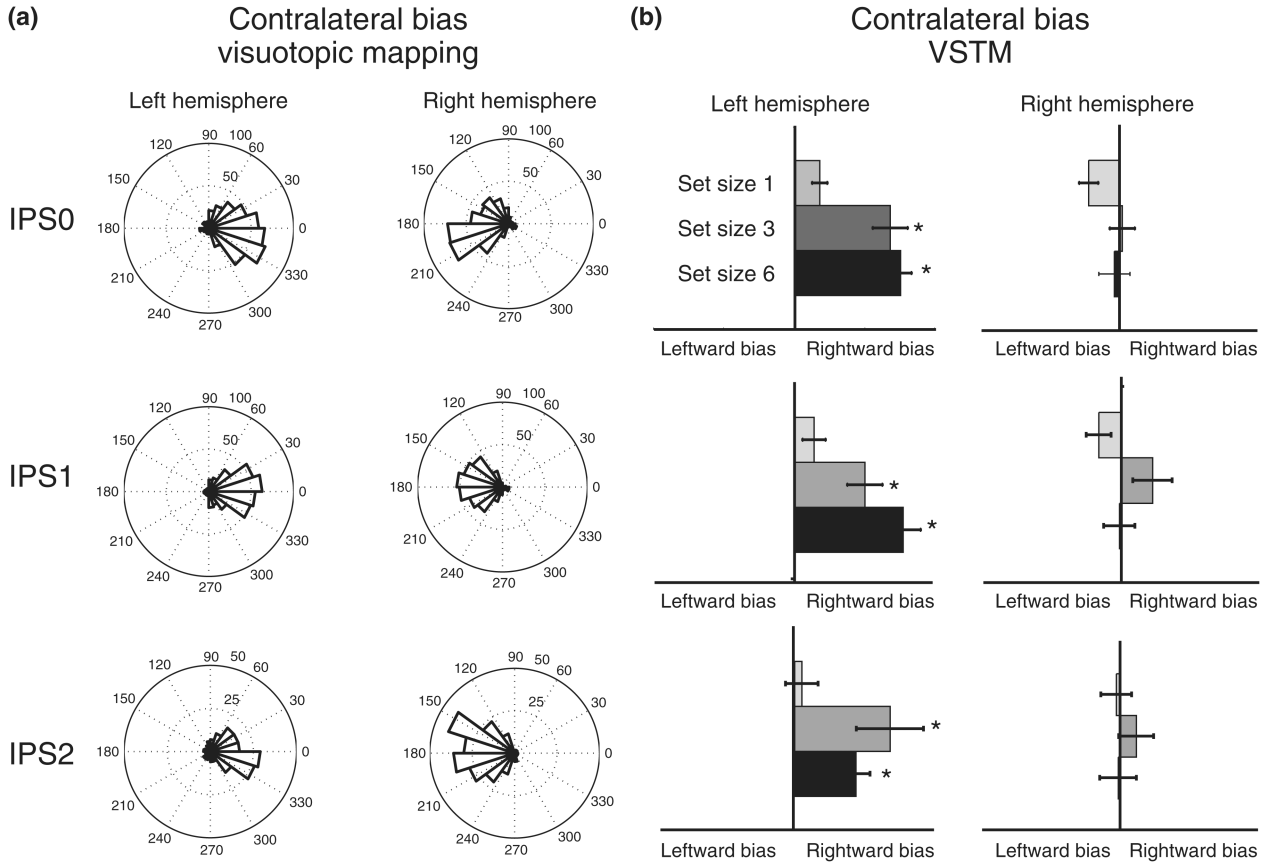 (a)
Contralateral bias
visuotopic mapping
Left hemisphere
Right hemisphere
IPS0
90 100
120 60
150 50 30
180 0
210 330
240 300
270
90 100
120 60
150 50 30
180 0
210 330
240 300
270
IPS1
90 100
120 60
150 50 30
180 0
210 330
240 300
270
90 100
120 60
150 50 30
180 0
210 330
240 300
270
IPS2
90 50
120 60
150 25 30
180 0
210 330
240 300
270
90 50
120 60
150 25 30
180 0
210 330
240 300
270
(b)
Contralateral bias
VSTM
Left hemisphere
Right hemisphere
Set size 1
Set size 3 *
Set size 6 *
Leftward bias Rightward bias
Leftward bias Rightward bias
*
*
Leftward bias Rightward bias
Leftward bias Rightward bias
*
*
Leftward bias Rightward bias
Leftward bias Rightward bias